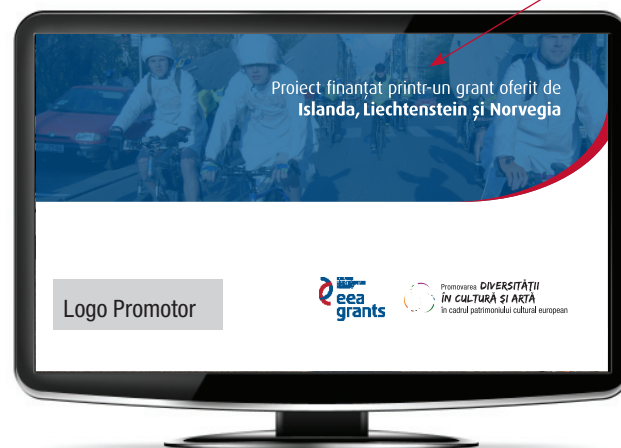 Proiect finanțat printr-un grant oferit de
Islanda, Liechtenstein și Norvegia
Logo Promotor
eea
grants
Promovarea DIVERSITĂȚII
ÎN CULTURĂ ȘI ARTĂ
în cadrul patrimoniului cultural european